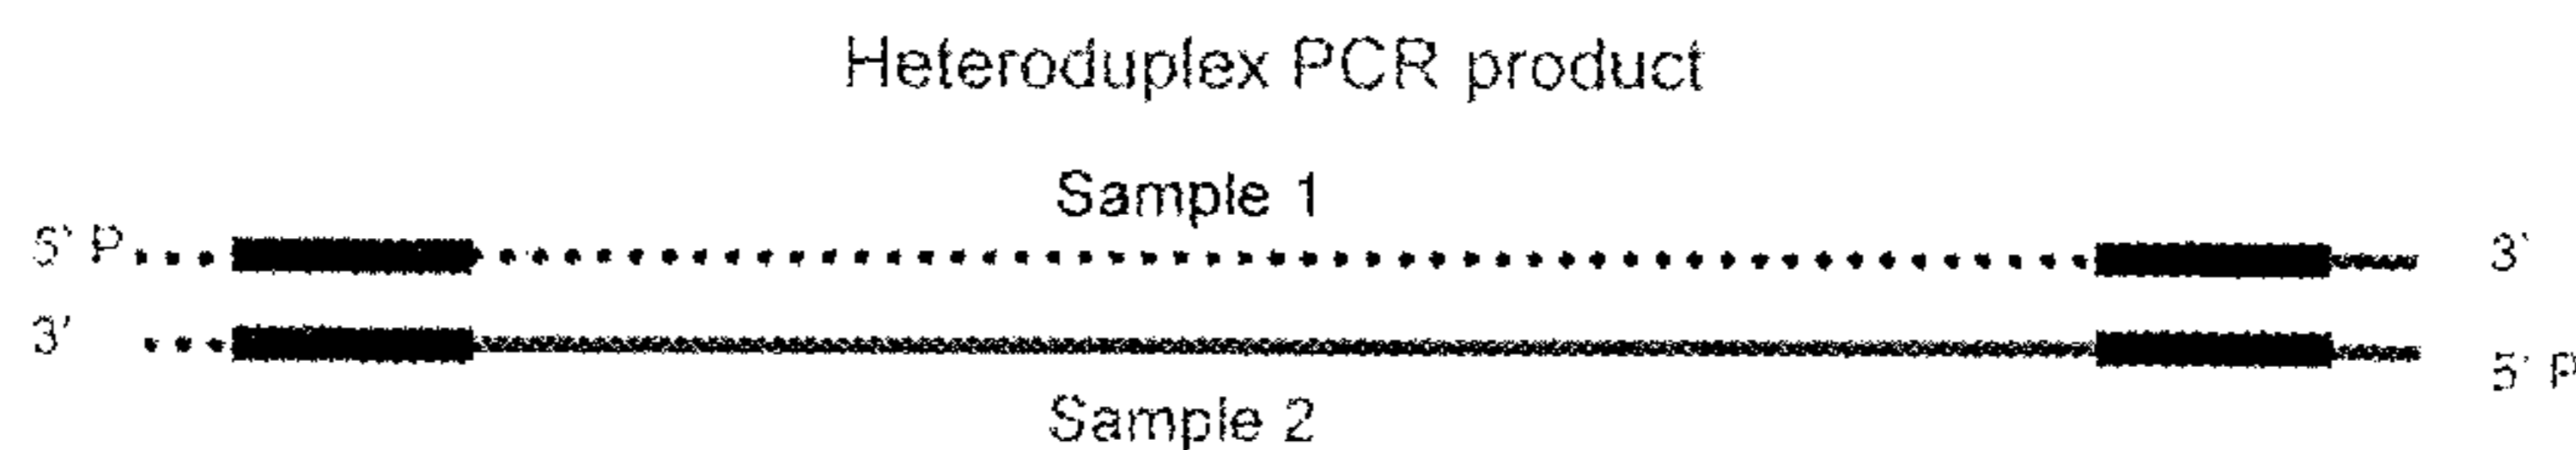 Heteroduplex PCR product
Sample 1
5' P
3'
3'
5' P
Sample 2